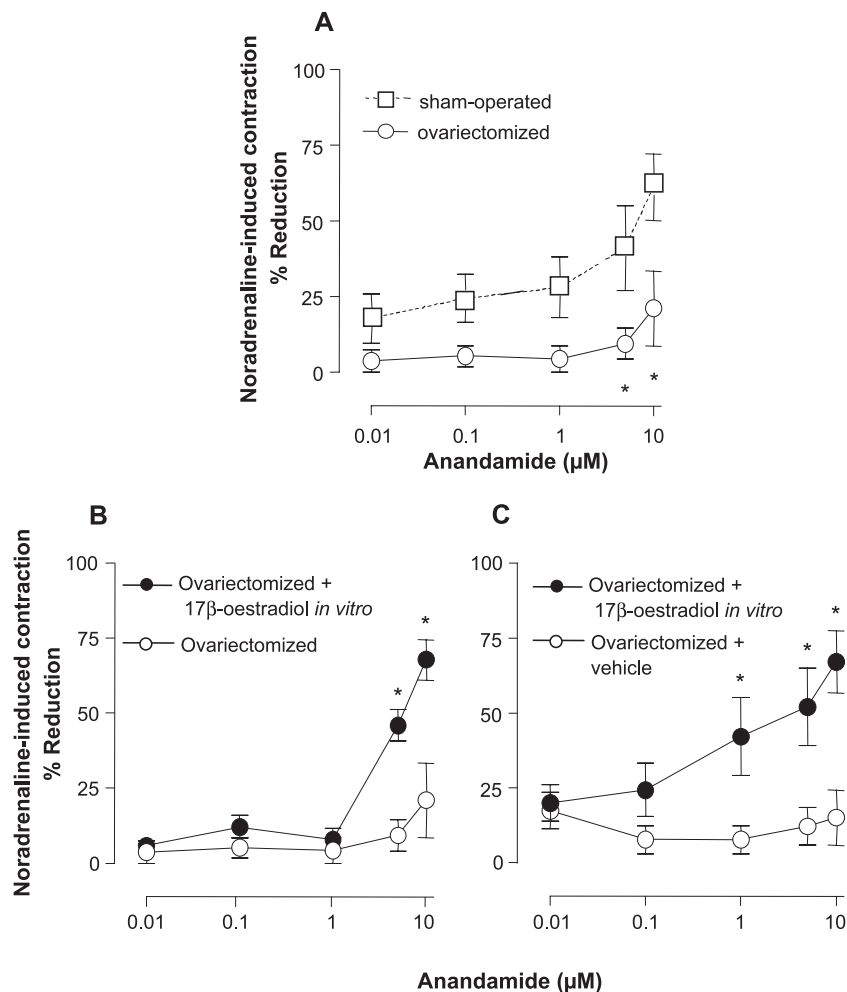 A
Noradrenaline-induced contraction
% Reduction
100
75
50
25
0
sham-operated
ovariectomized
*
*
0.01
0.1
1
10
Anandamide (µM)
B
Noradrenaline-induced contraction
% Reduction
100
75
50
25
0
Ovariectomized +
17β-oestradiol in vitro
Ovariectomized
*
*
0.01
0.1
1
10
C
100
75
50
25
0
Ovariectomized +
17β-oestradiol in vitro
Ovariectomized +
vehicle
*
*
*
0.01
0.1
1
10
Anandamide (µM)